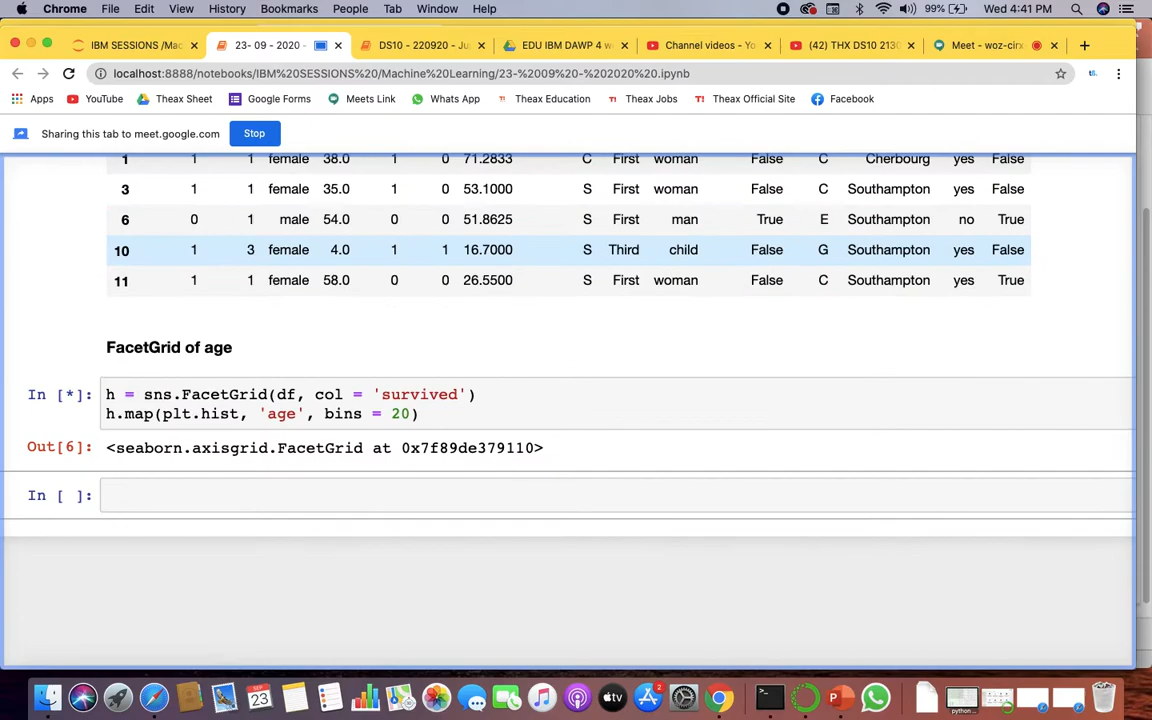 Chrome File Edit View History Bookmarks People Tab Window Help 99% Wed 4:41 PM
IBM SESSIONS /Mac
23- 09 - 2020 -
DS10 - 220920 - Ju
EDU IBM DAWP 4 w
Channel videos - Yo
(42) THX DS10 2130
Meet - woz-cirx
localhost:8888/notebooks/IBM%20SESSIONS%20/Machine%20Learning/23-%2009%20-%202020%20.ipynb
Apps YouTube Theax Sheet Google Forms Meets Link Whats App Theax Education Theax Jobs Theax Official Site Facebook
Sharing this tab to meet.google.com Stop
1 1 1 female 38.0 1 0 71.2833 C First woman False C Cherbourg yes False
3 1 1 female 35.0 1 0 53.1000 S First woman False C Southampton yes False
6 0 1 male 54.0 0 0 51.8625 S First man True E Southampton no True
10 1 3 female 4.0 1 1 16.7000 S Third child False G Southampton yes False
11 1 1 female 58.0 0 0 26.5500 S First woman False C Southampton yes True
FacetGrid of age
In [*]: h = sns.FacetGrid(df, col = 'survived')
h.map(plt.hist, 'age', bins = 20)
Out[6]: <seaborn.axisgrid.FacetGrid at 0x7f89de379110>
In [ ]: